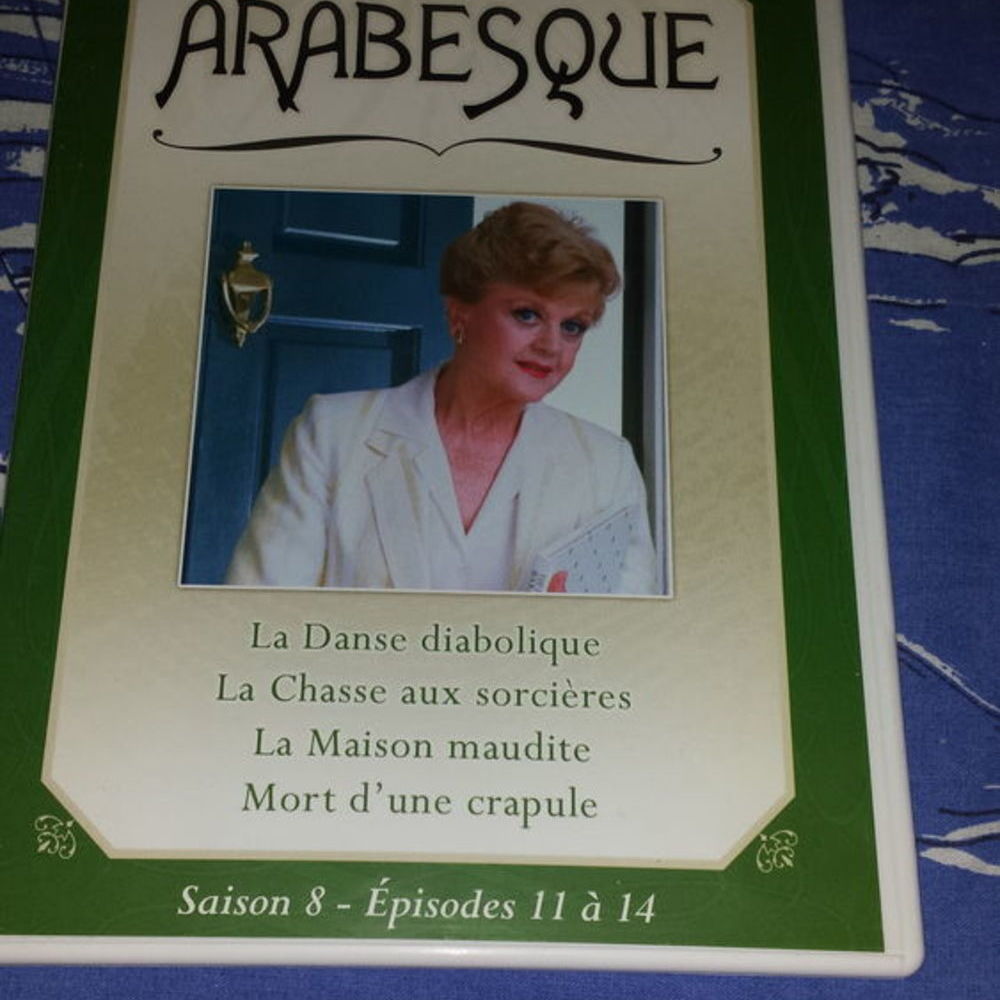 ARABESQUE
La Danse diabolique
La Chasse aux sorcières
La Maison maudite
Mort d'une crapule
Saison 8 - Épisodes 11 à 14